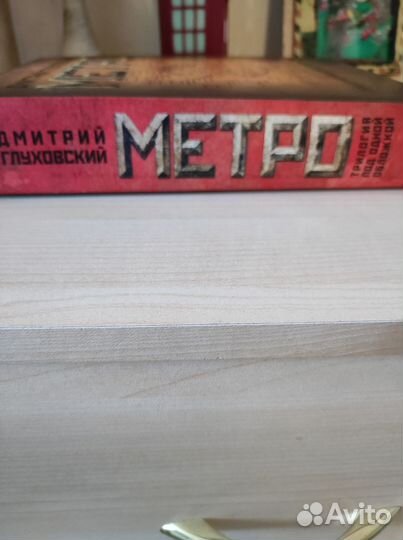 ДМИТРИЙ
ГЛУХОВСКИЙ
МЕТРО
ТРИЛОГИЯ
ПОД ОДНОЙ
ОБЛОЖКОЙ
Avito